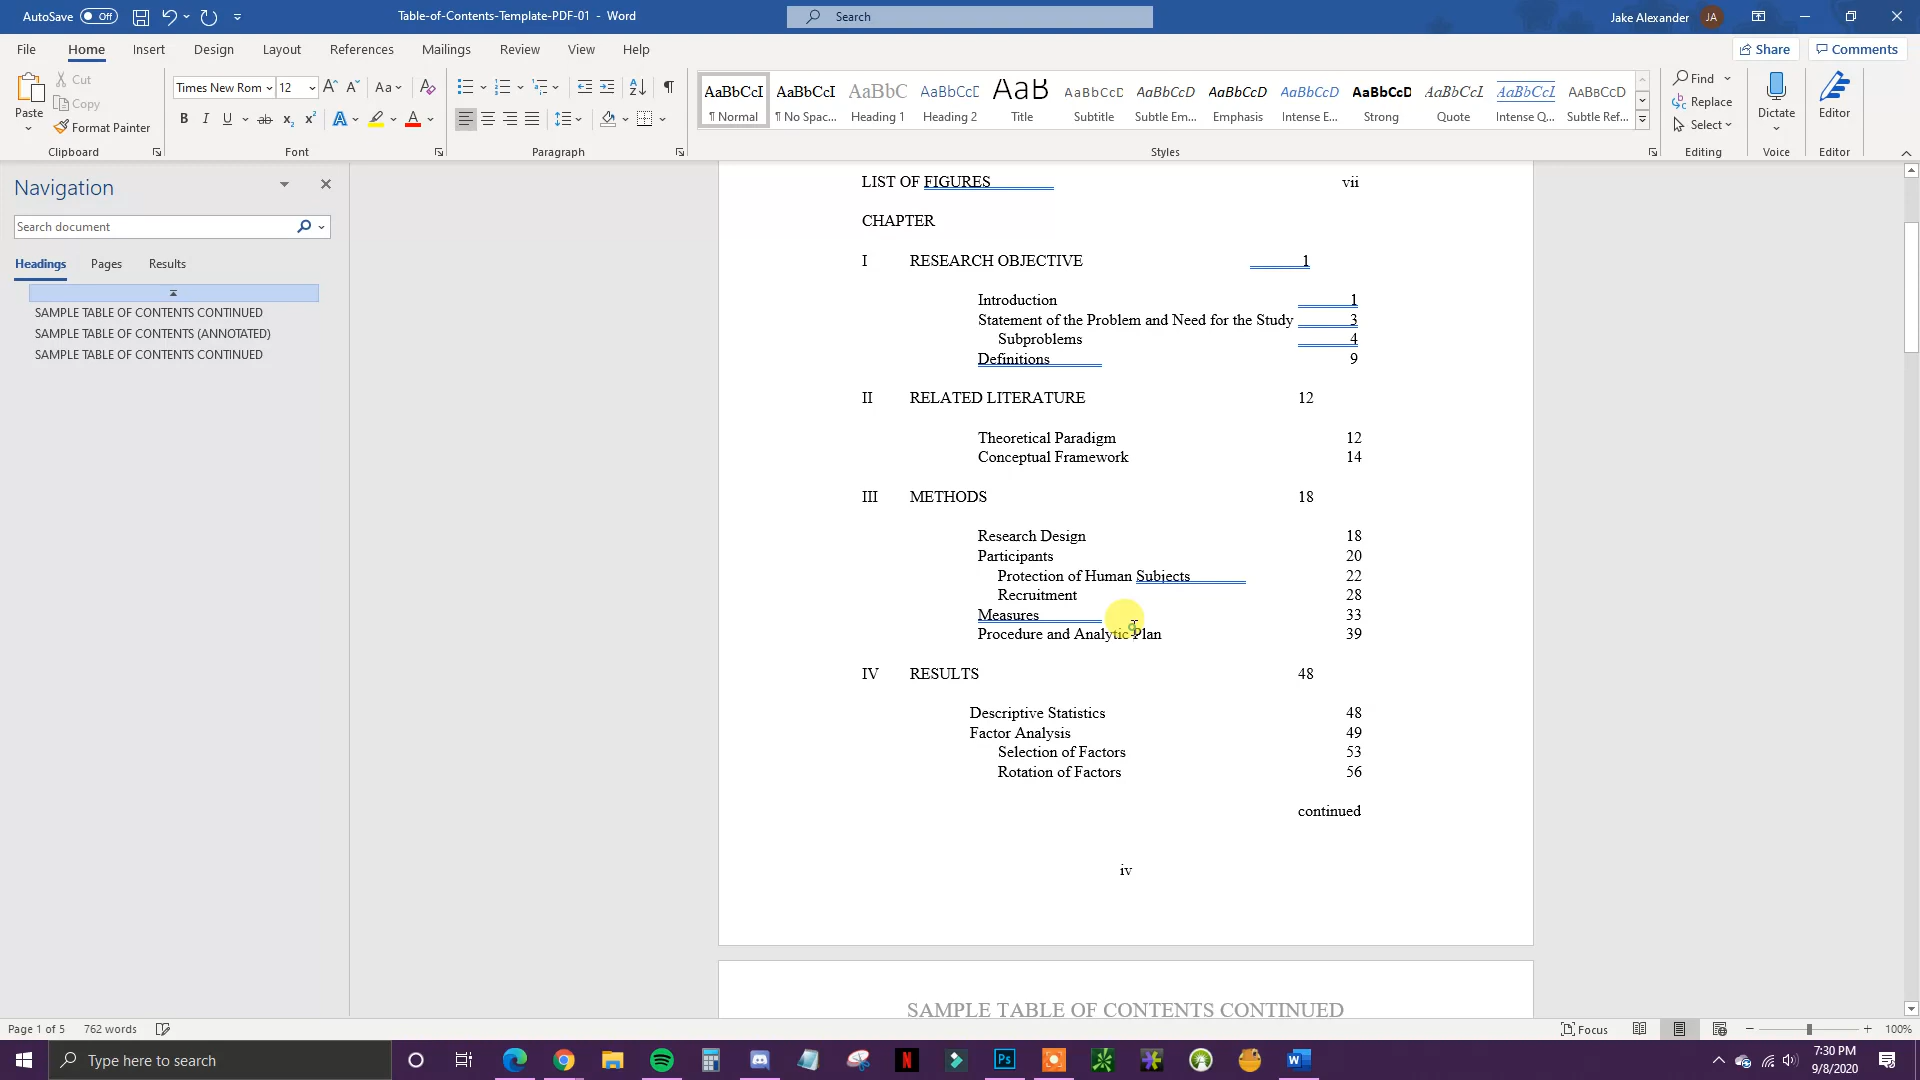 AutoSave Off Table-of-Contents-Template-PDF-01 - Word Search Jake Alexander JA
File Home Insert Design Layout References Mailings Review View Help Share Comments
Cut
Copy
Paste
Format Painter
Clipboard
Times New Rom 12 Aa
B I U ab x₂ x² A A
Font
Paragraph
AaBbCcI AaBbCcI AaBbC AaBbCcD AaB AaBbCcD AaBbCcD AaBbCcD AaBbCcD AaBbCcD AaBbCcL AaBbCcL AABBCCD
¶ Normal ¶ No Spac... Heading 1 Heading 2 Title Subtitle Subtle Em... Emphasis Intense E... Strong Quote Intense Q... Subtle Ref...
Styles
Find
Replace
Select
Editing
Dictate
Voice
Editor
Editor
Navigation
Search document
Headings Pages Results
SAMPLE TABLE OF CONTENTS CONTINUED
SAMPLE TABLE OF CONTENTS (ANNOTATED)
SAMPLE TABLE OF CONTENTS CONTINUED
LIST OF FIGURES vii
CHAPTER
I RESEARCH OBJECTIVE 1
Introduction 1
Statement of the Problem and Need for the Study 3
Subproblems 4
Definitions 9
II RELATED LITERATURE 12
Theoretical Paradigm 12
Conceptual Framework 14
III METHODS 18
Research Design 18
Participants 20
Protection of Human Subjects 22
Recruitment 28
Measures 33
Procedure and Analytic Plan 39
IV RESULTS 48
Descriptive Statistics 48
Factor Analysis 49
Selection of Factors 53
Rotation of Factors 56
continued
iv
SAMPLE TABLE OF CONTENTS CONTINUED
Page 1 of 5 762 words Focus 100%
Type here to search
N Ps W
7:30 PM
9/8/2020